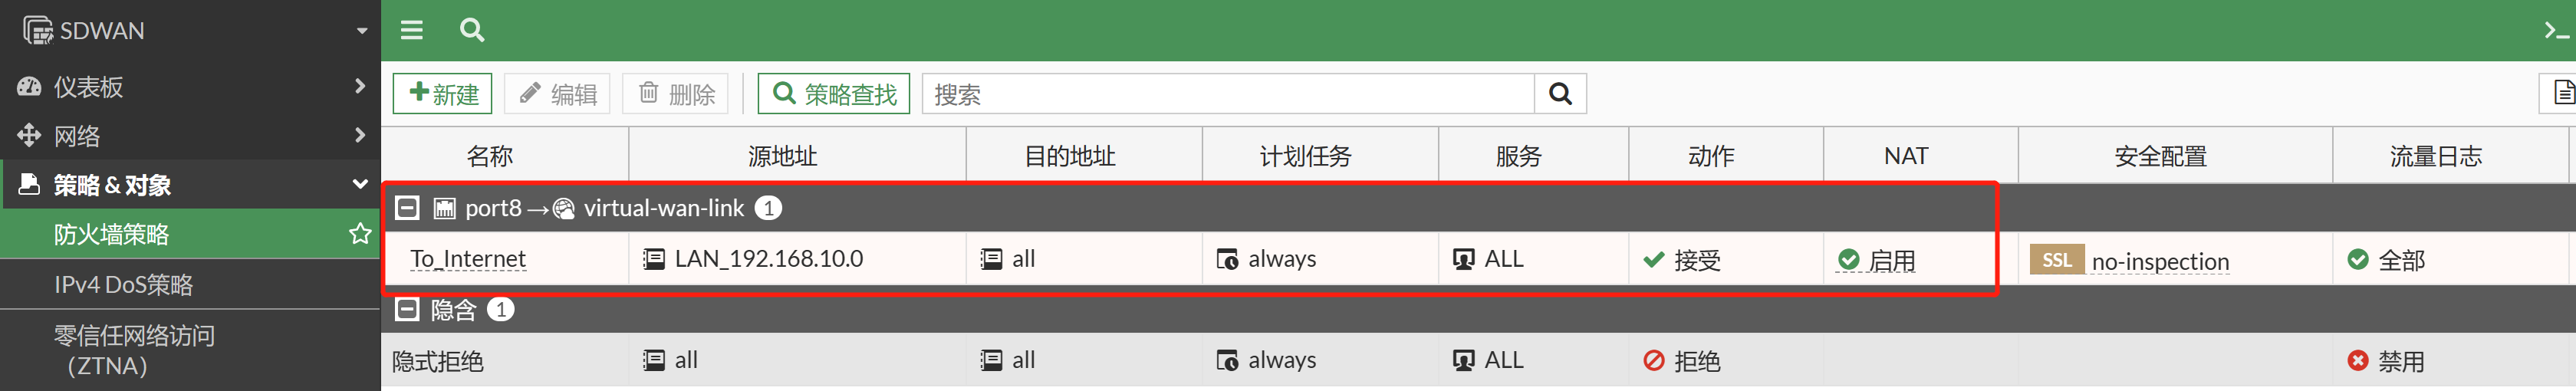 SDWAN
仪表板
网络
策略 & 对象
防火墙策略
IPv4 DoS策略
零信任网络访问
（ZTNA）
新建 编辑 删除 策略查找 搜索
名称 源地址 目的地址 计划任务 服务 动作 NAT 安全配置 流量日志
port8 → virtual-wan-link 1
To_Internet LAN_192.168.10.0 all always ALL 接受 启用 SSL no-inspection 全部
隐含 1
隐式拒绝 all all always ALL 拒绝 禁用